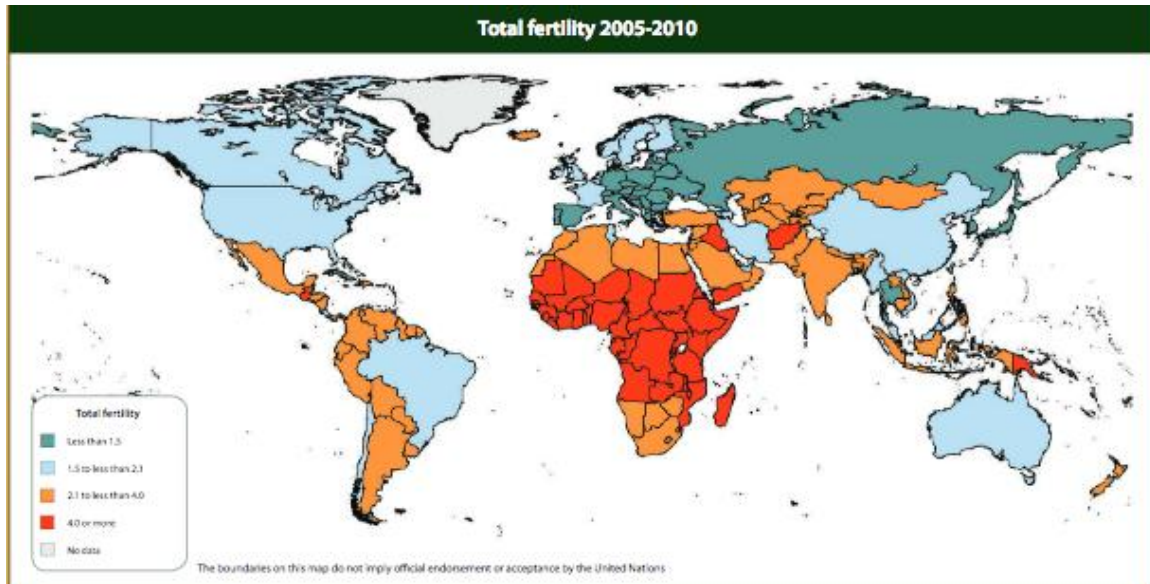 Total fertility 2005-2010
Total fertility
Less than 1.5
1.5 to less than 2.1
2.1 to less than 4.0
4.0 or more
No data
The boundaries on this map do not imply official endorsement or acceptance by the United Nations